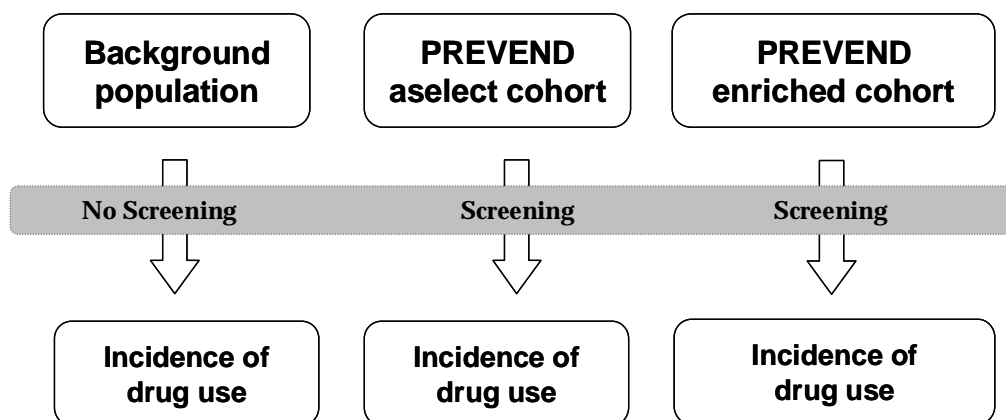 Background
population
PREVEND
aselect cohort
PREVEND
enriched cohort
No Screening
Screening
Screening
Incidence of
drug use
Incidence of
drug use
Incidence of
drug use